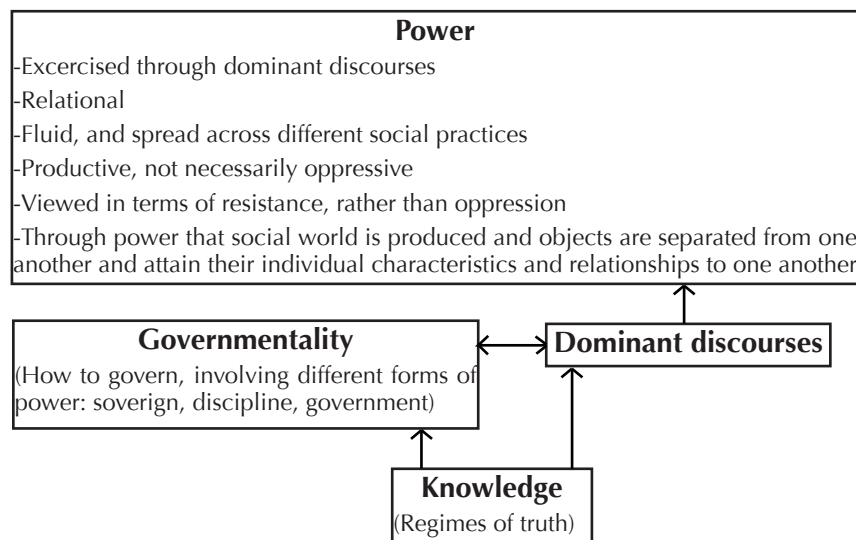 Power
-Excercised through dominant discourses
-Relational
-Fluid, and spread across different social practices
-Productive, not necessarily oppressive
-Viewed in terms of resistance, rather than oppression
-Through power that social world is produced and objects are separated from one
another and attain their individual characteristics and relationships to one another
Governmentality
(How to govern, involving different forms of
power: soverign, discipline, government)
Dominant discourses
Knowledge
(Regimes of truth)